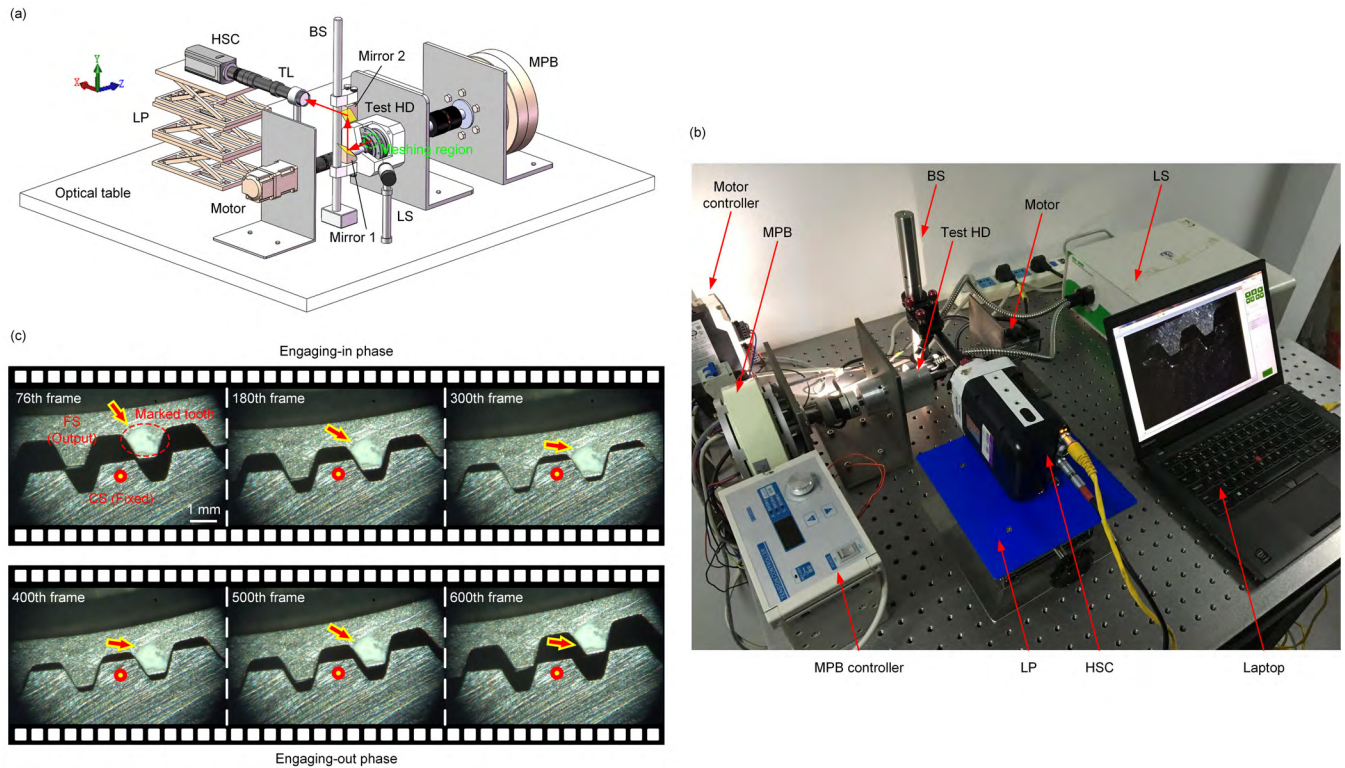 (a)
HSC
BS
Mirror 2
MPB
TL
Test HD
Y
X
Z
LP
Meshing region
Optical table
Motor
LS
Mirror 1
(b)
Motor
controller
BS
LS
MPB
Motor
Test HD
MPB controller
LP
HSC
Laptop
(c)
Engaging-in phase
76th frame
180th frame
300th frame
FS
(Output)
Marked tooth
CS (Fixed)
1 mm
400th frame
500th frame
600th frame
Engaging-out phase